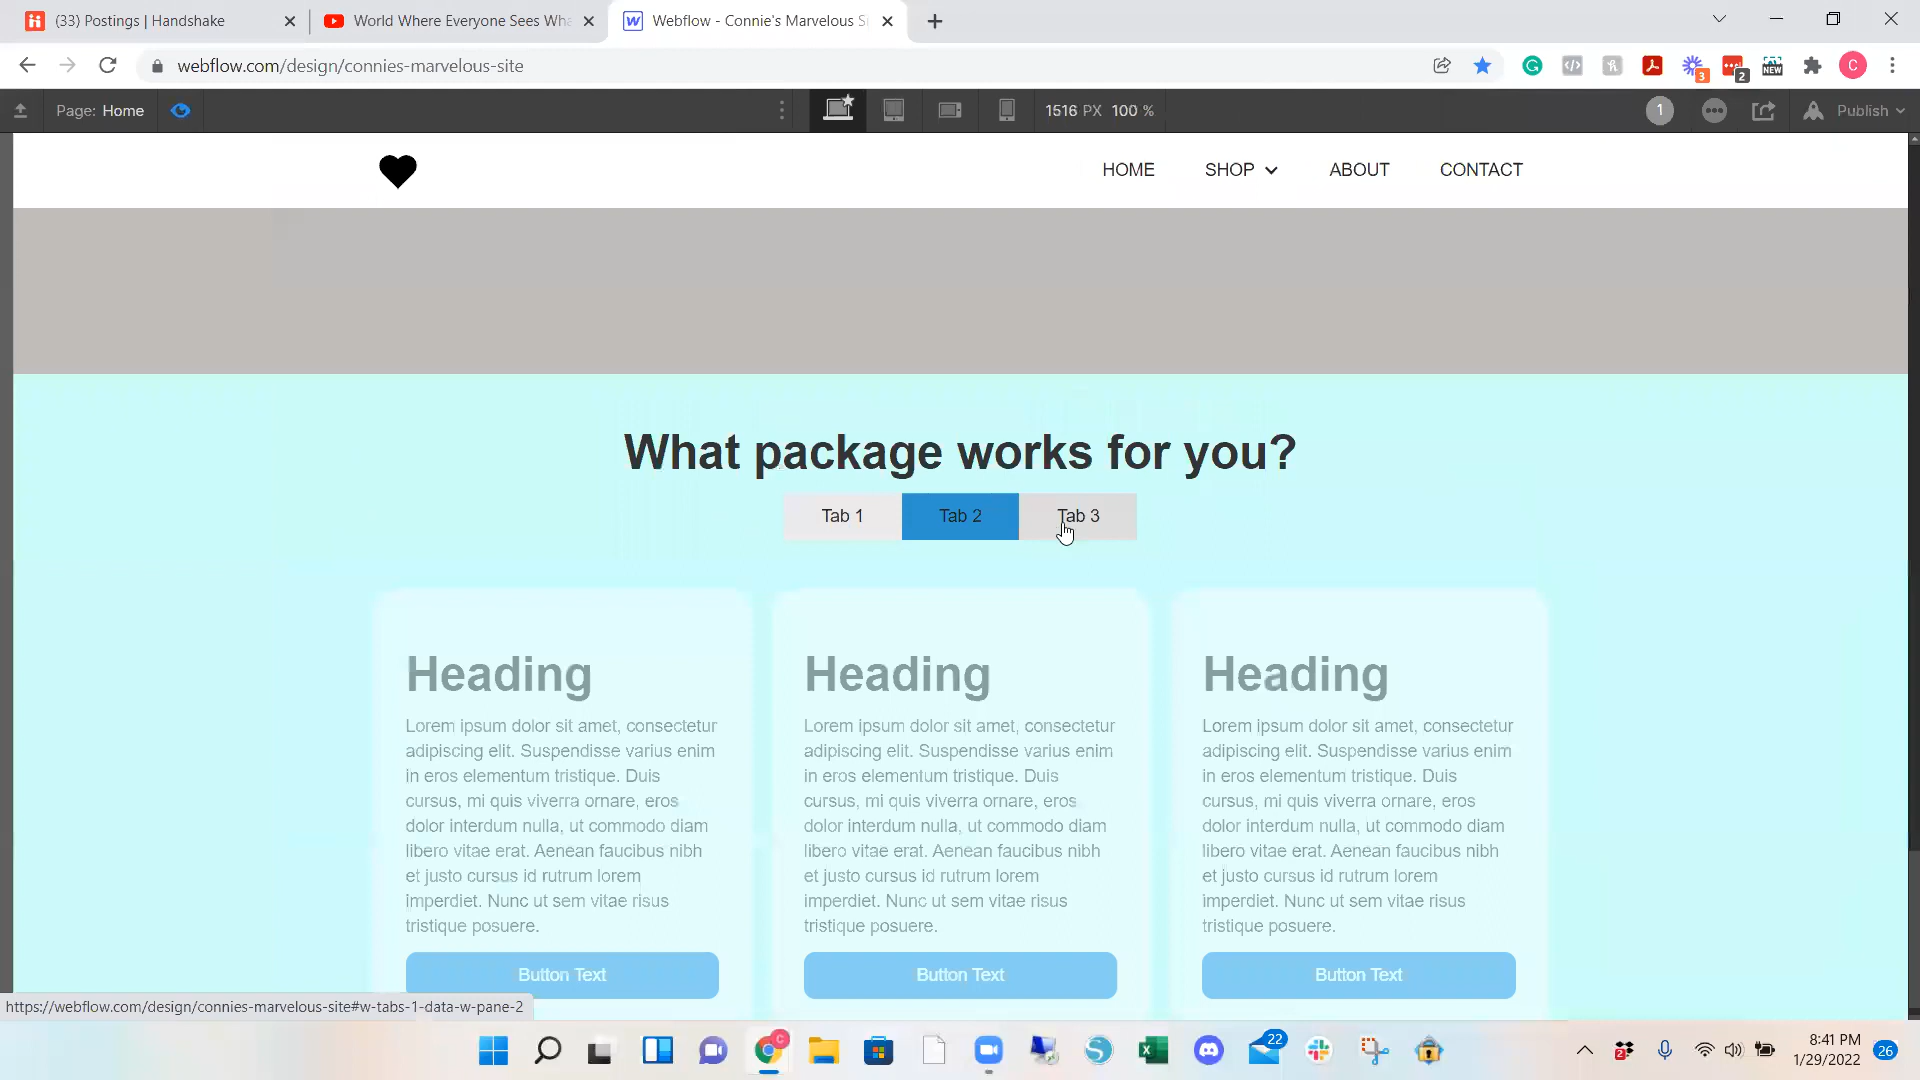 (33) Postings | Handshake
World Where Everyone Sees Wha
Webflow - Connie's Marvelous S
webflow.com/design/connies-marvelous-site
3
2
NEW
C
Page: Home
1516 PX 100 %
1
Publish
HOME
SHOP
ABOUT
CONTACT
What package works for you?
Tab 1
Tab 2
Tab 3
Heading
Lorem ipsum dolor sit amet, consectetur
adipiscing elit. Suspendisse varius enim
in eros elementum tristique. Duis
cursus, mi quis viverra ornare, eros
dolor interdum nulla, ut commodo diam
libero vitae erat. Aenean faucibus nibh
et justo cursus id rutrum lorem
imperdiet. Nunc ut sem vitae risus
tristique posuere.
Button Text
Heading
Lorem ipsum dolor sit amet, consectetur
adipiscing elit. Suspendisse varius enim
in eros elementum tristique. Duis
cursus, mi quis viverra ornare, eros
dolor interdum nulla, ut commodo diam
libero vitae erat. Aenean faucibus nibh
et justo cursus id rutrum lorem
imperdiet. Nunc ut sem vitae risus
tristique posuere.
Button Text
Heading
Lorem ipsum dolor sit amet, consectetur
adipiscing elit. Suspendisse varius enim
in eros elementum tristique. Duis
cursus, mi quis viverra ornare, eros
dolor interdum nulla, ut commodo diam
libero vitae erat. Aenean faucibus nibh
et justo cursus id rutrum lorem
imperdiet. Nunc ut sem vitae risus
tristique posuere.
Button Text
https://webflow.com/design/connies-marvelous-site#w-tabs-1-data-w-pane-2
C
22
2
8:41 PM
1/29/2022
26